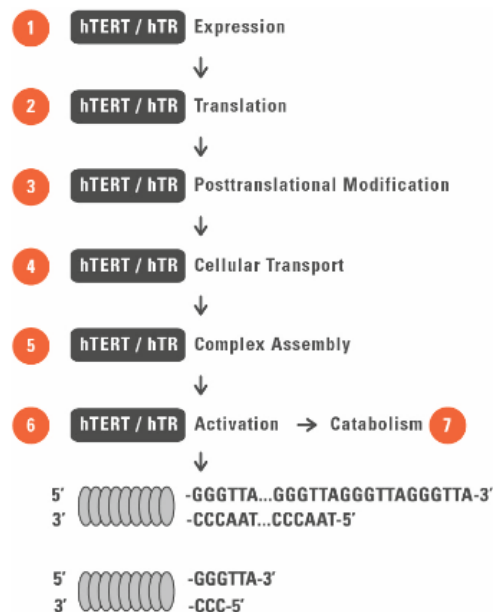 1 hTERT / hTR Expression
2 hTERT / hTR Translation
3 hTERT / hTR Posttranslational Modification
4 hTERT / hTR Cellular Transport
5 hTERT / hTR Complex Assembly
6 hTERT / hTR Activation → Catabolism 7
5′ -GGGTTA...GGGTTAGGGTTAGGGTTA-3′
3′ -CCCAAT...CCCAAT-5′
5′ -GGGTTA-3′
3′ -CCC-5′